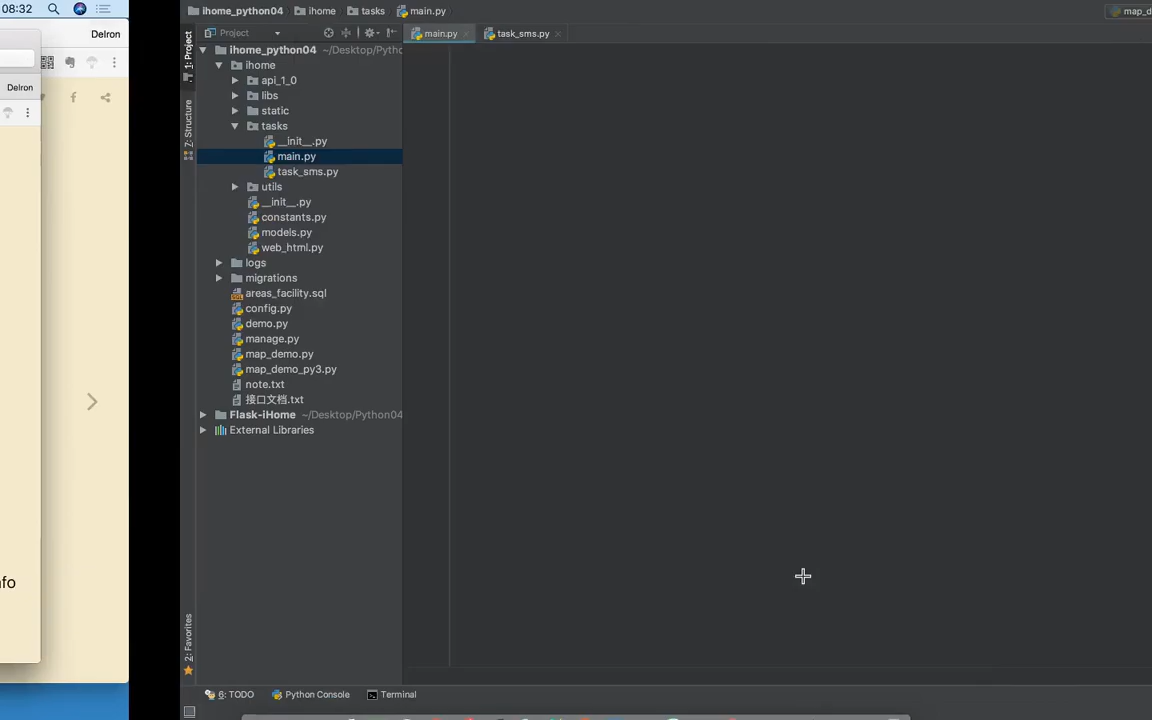 08:32
Delron
Delron
nfo
ihome_python04 ihome tasks main.py
map_d
1: Project
Project
main.py
task_sms.py
ihome_python04 ~/Desktop/Pytho
ihome
api_1_0
libs
static
tasks
__init__.py
main.py
task_sms.py
utils
__init__.py
constants.py
models.py
web_html.py
logs
migrations
areas_facility.sql
config.py
demo.py
manage.py
map_demo.py
map_demo_py3.py
note.txt
接口文档.txt
Flask-iHome ~/Desktop/Python04
External Libraries
7: Structure
2: Favorites
6: TODO
Python Console
Terminal